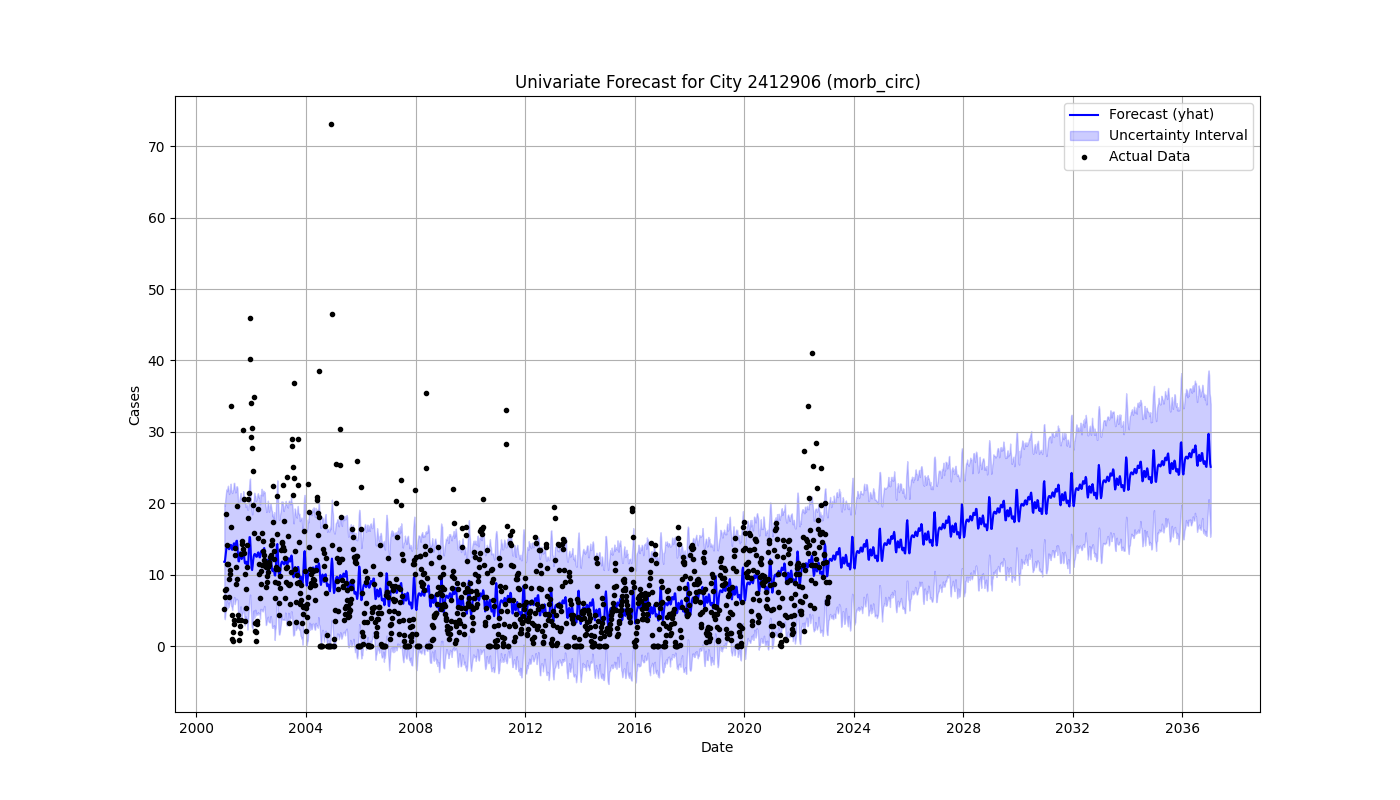 Univariate Forecast for City 2412906 (morb_circ)
Forecast (yhat)
Uncertainty Interval
Actual Data
Cases
70
60
50
40
30
20
10
0
2000 2004 2008 2012 2016 2020 2024 2028 2032 2036
Date